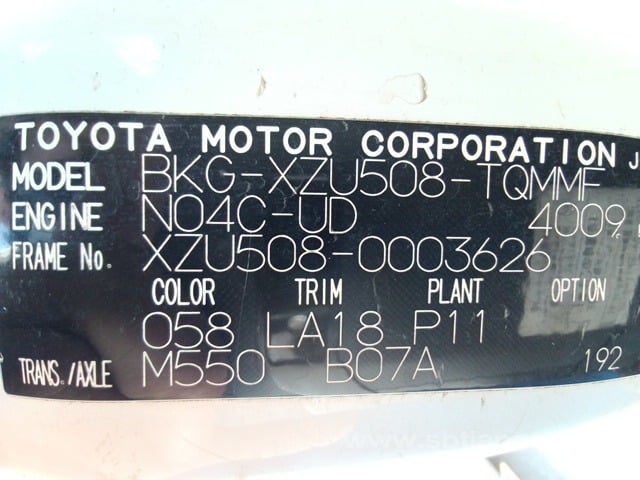 TOYOTA MOTOR CORPORATION J
MODEL BKG-XZU508-TQMMF
ENGINE N04C-UD 4009
FRAME No. XZU508-0003626
COLOR TRIM PLANT OPTION
058 LA18 P11
TRANS./AXLE M550 B07A 192